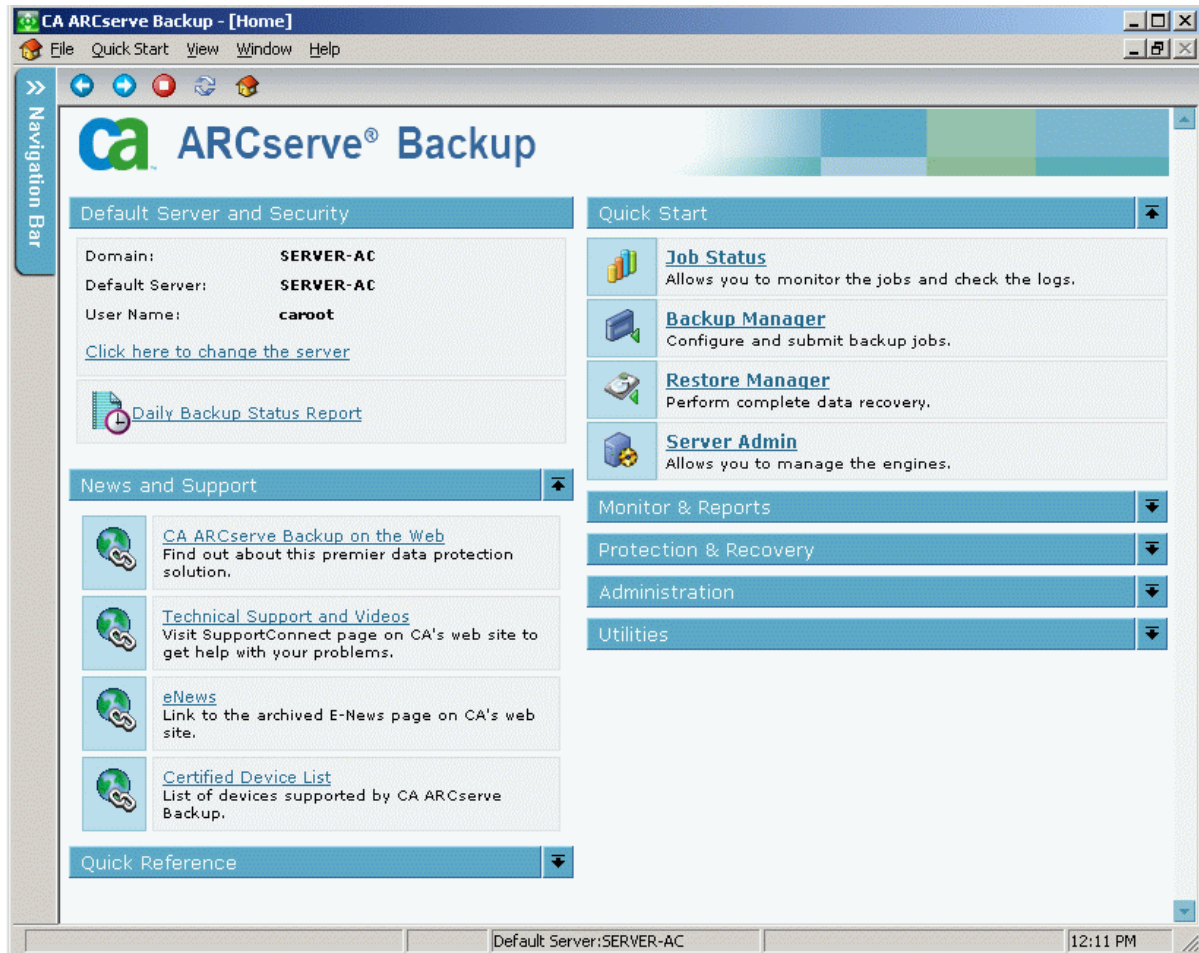 CA ARCserve Backup - [Home]
File Quick Start View Window Help
Navigation Bar
ca ARCserve® Backup
Default Server and Security
Domain: SERVER-AC
Default Server: SERVER-AC
User Name: caroot
Click here to change the server
Daily Backup Status Report
News and Support
CA ARCserve Backup on the Web
Find out about this premier data protection
solution.
Technical Support and Videos
Visit SupportConnect page on CA's web site to
get help with your problems.
eNews
Link to the archived E-News page on CA's web
site.
Certified Device List
List of devices supported by CA ARCserve
Backup.
Quick Reference
Quick Start
Job Status
Allows you to monitor the jobs and check the logs.
Backup Manager
Configure and submit backup jobs.
Restore Manager
Perform complete data recovery.
Server Admin
Allows you to manage the engines.
Monitor & Reports
Protection & Recovery
Administration
Utilities
Default Server:SERVER-AC
12:11 PM